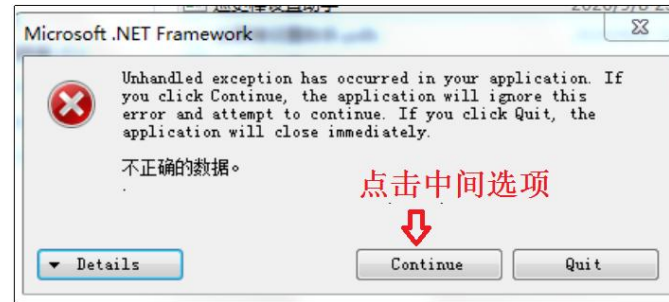 Microsoft .NET Framework
Unhandled exception has occurred in your application. If
you click Continue, the application will ignore this
error and attempt to continue. If you click Quit, the
application will close immediately.
不正确的数据。
点击中间选项
Details
Continue
Quit